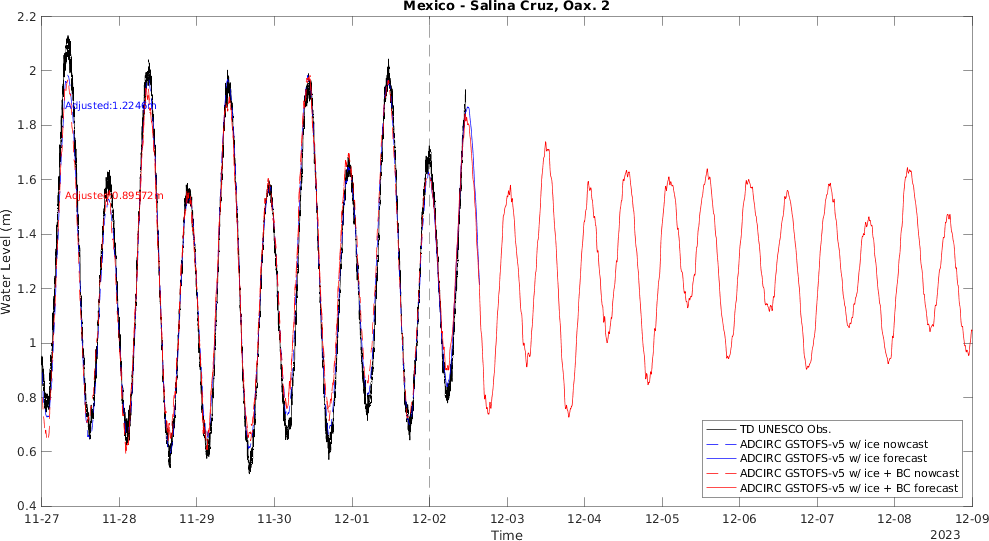 Mexico - Salina Cruz, Oax. 2
Water Level (m)
2.2
2
1.8
1.6
1.4
1.2
1
0.8
0.6
0.4
Adjusted:1.2246m
Adjusted:0.89572m
TD UNESCO Obs.
ADCIRC GSTOFS-v5 w/ ice nowcast
ADCIRC GSTOFS-v5 w/ ice forecast
ADCIRC GSTOFS-v5 w/ ice + BC nowcast
ADCIRC GSTOFS-v5 w/ ice + BC forecast
11-27 11-28 11-29 11-30 12-01 12-02 12-03 12-04 12-05 12-06 12-07 12-08 12-09
Time
2023